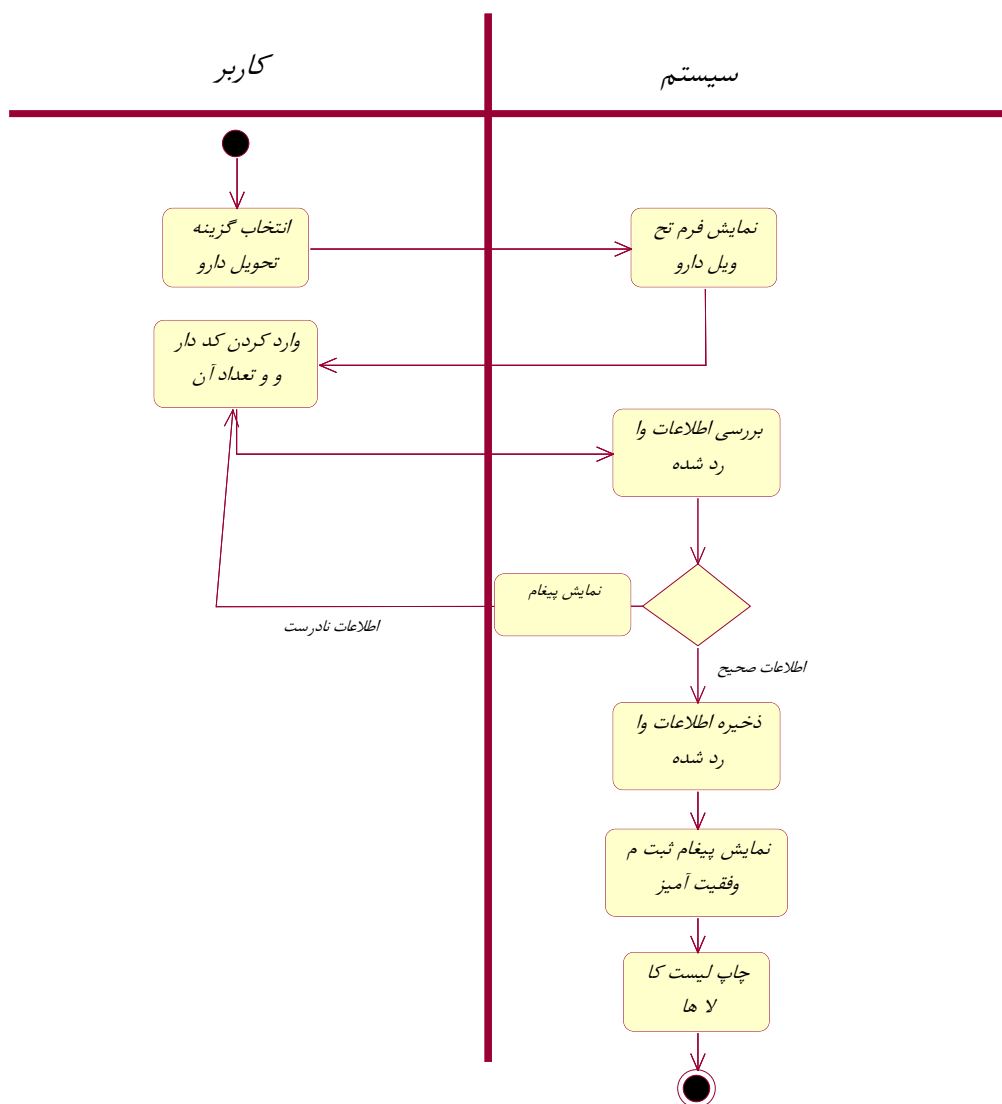 کاربر
سیستم
انتخاب گزینه
تحویل دارو
نمایش فرم تح
ویل دارو
وارد کردن کد دار
و و تعداد آن
بررسی اطلاعات وا
رد شده
نمایش پیغام
اطلاعات نادرست
اطلاعات صحیح
ذخیره اطلاعات وا
رد شده
نمایش پیغام ثبت م
وفقیت آمیز
چاپ لیست کا
لا ها